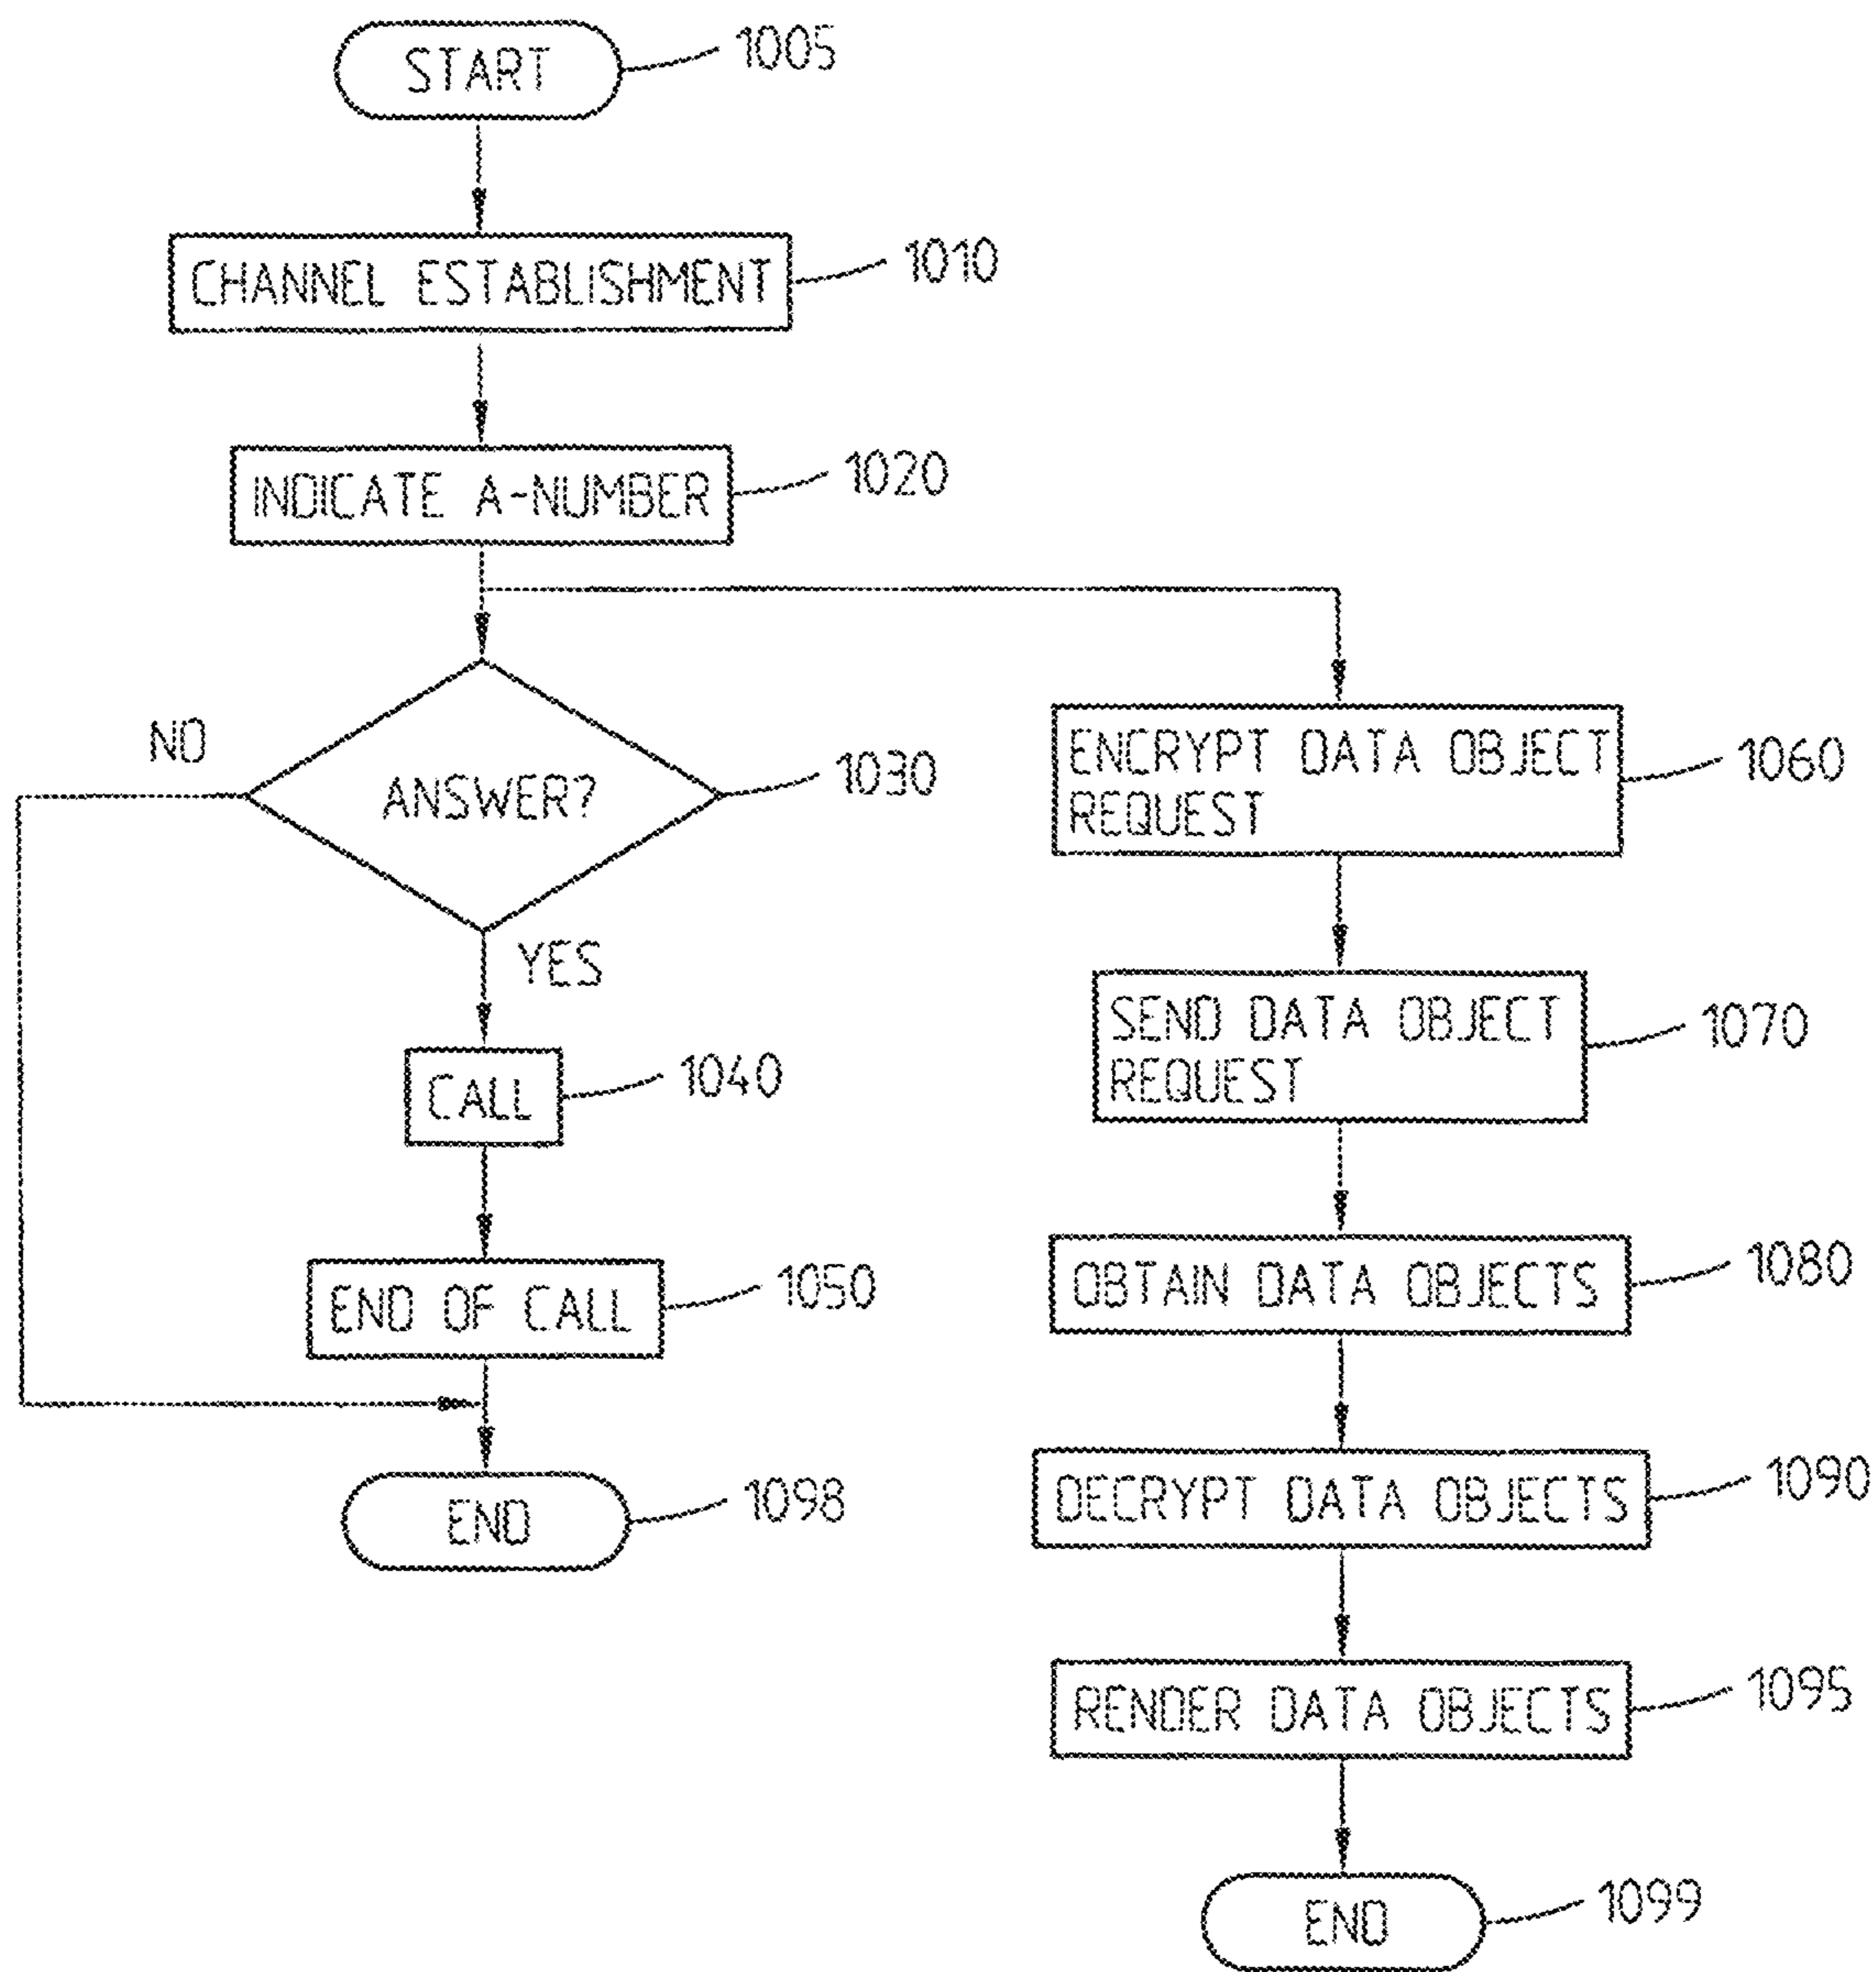 START
1005
CHANNEL ESTABLISHMENT
1010
INDICATE A-NUMBER
1020
NO
ANSWER?
1030
YES
CALL
1040
END OF CALL
1050
END
1098
ENCRYPT DATA OBJECT
REQUEST
1060
SEND DATA OBJECT
REQUEST
1070
OBTAIN DATA OBJECTS
1080
DECRYPT DATA OBJECTS
1090
RENDER DATA OBJECTS
1095
END
1099